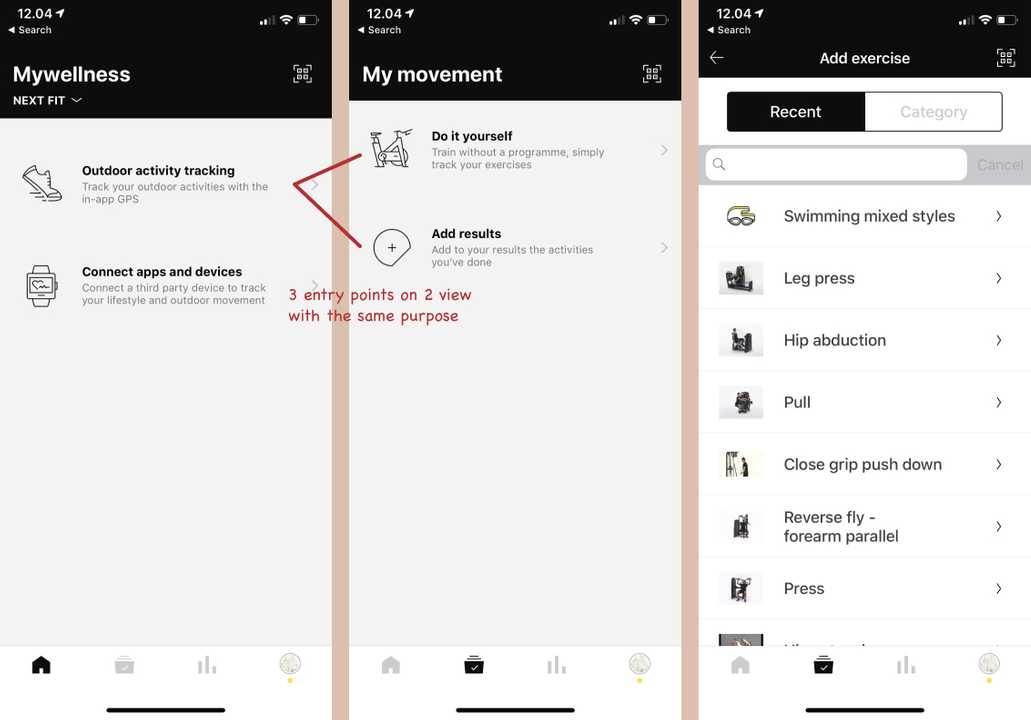 12.04
◀ Search
Mywellness
NEXT FIT
Outdoor activity tracking
Track your outdoor activities with the
in-app GPS
Connect apps and devices
Connect a third party device to track
your lifestyle and outdoor movement
12.04
◀ Search
My movement
Do it yourself
Train without a programme, simply
track your exercises
Add results
Add to your results the activities
you've done
3 entry points on 2 view
with the same purpose
12.04
◀ Search
Add exercise
Recent
Category
Cancel
Swimming mixed styles
Leg press
Hip abduction
Pull
Close grip push down
Reverse fly -
forearm parallel
Press